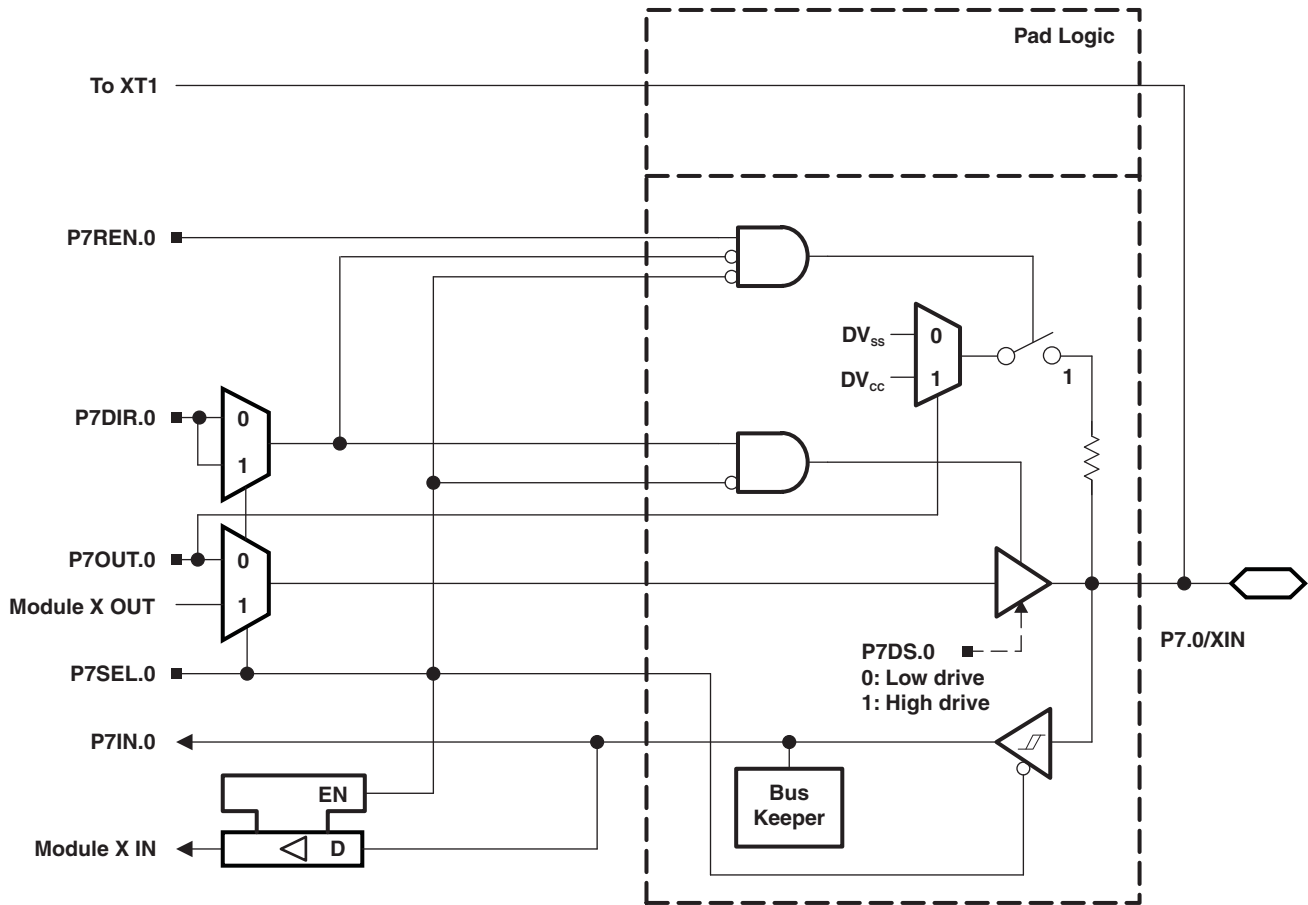 Pad Logic
To XT1
P7REN.0
DVSS
0
DVCC
1
1
P7DIR.0
0
1
P7OUT.0
0
Module X OUT
1
P7SEL.0
P7DS.0
0: Low drive
1: High drive
P7.0/XIN
P7IN.0
EN
Bus
Keeper
Module X IN
D